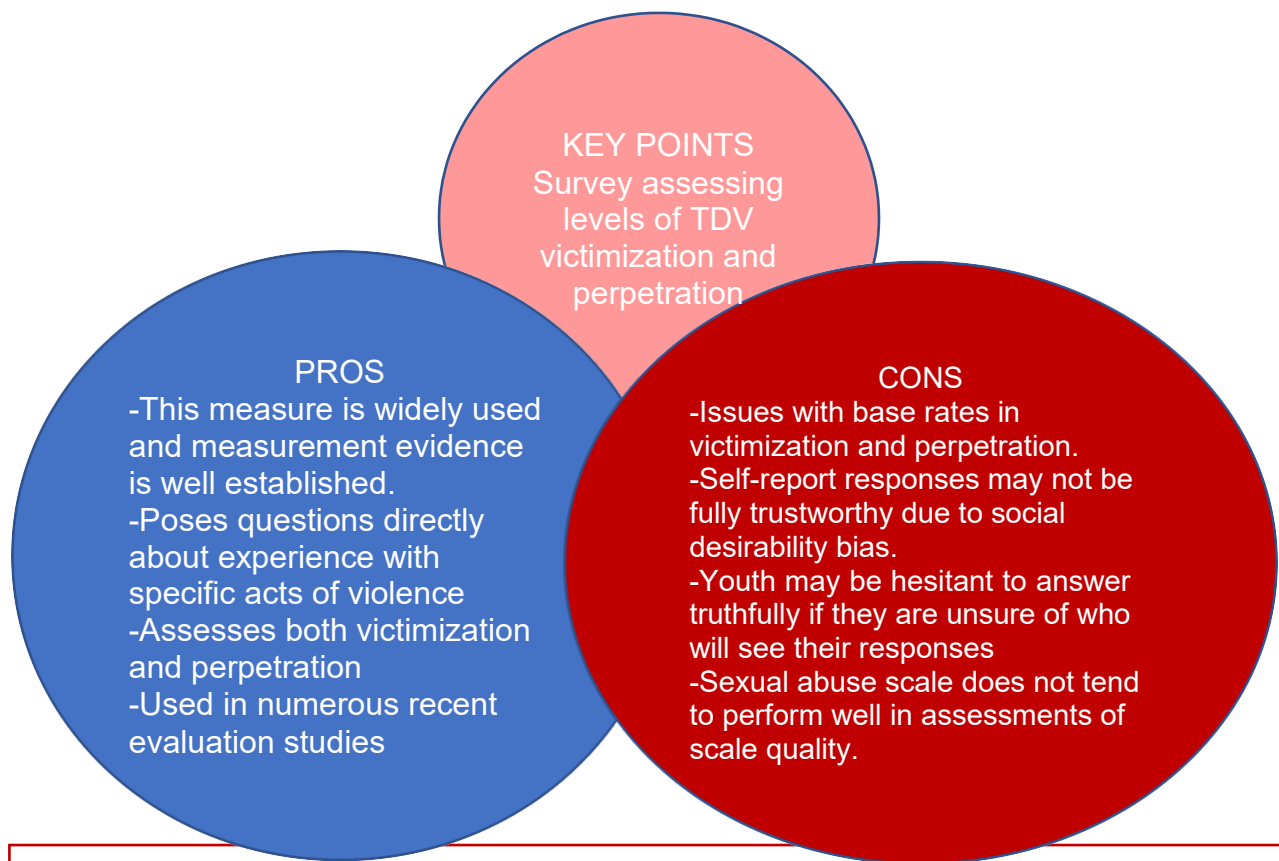 KEY POINTS
Survey assessing
levels of TDV
victimization and
perpetration
PROS
-This measure is widely used
and measurement evidence
is well established.
-Poses questions directly
about experience with
specific acts of violence
-Assesses both victimization
and perpetration
-Used in numerous recent
evaluation studies
CONS
-Issues with base rates in
victimization and perpetration.
-Self-report responses may not be
fully trustworthy due to social
desirability bias.
-Youth may be hesitant to answer
truthfully if they are unsure of who
will see their responses
-Sexual abuse scale does not tend
to perform well in assessments of
scale quality.